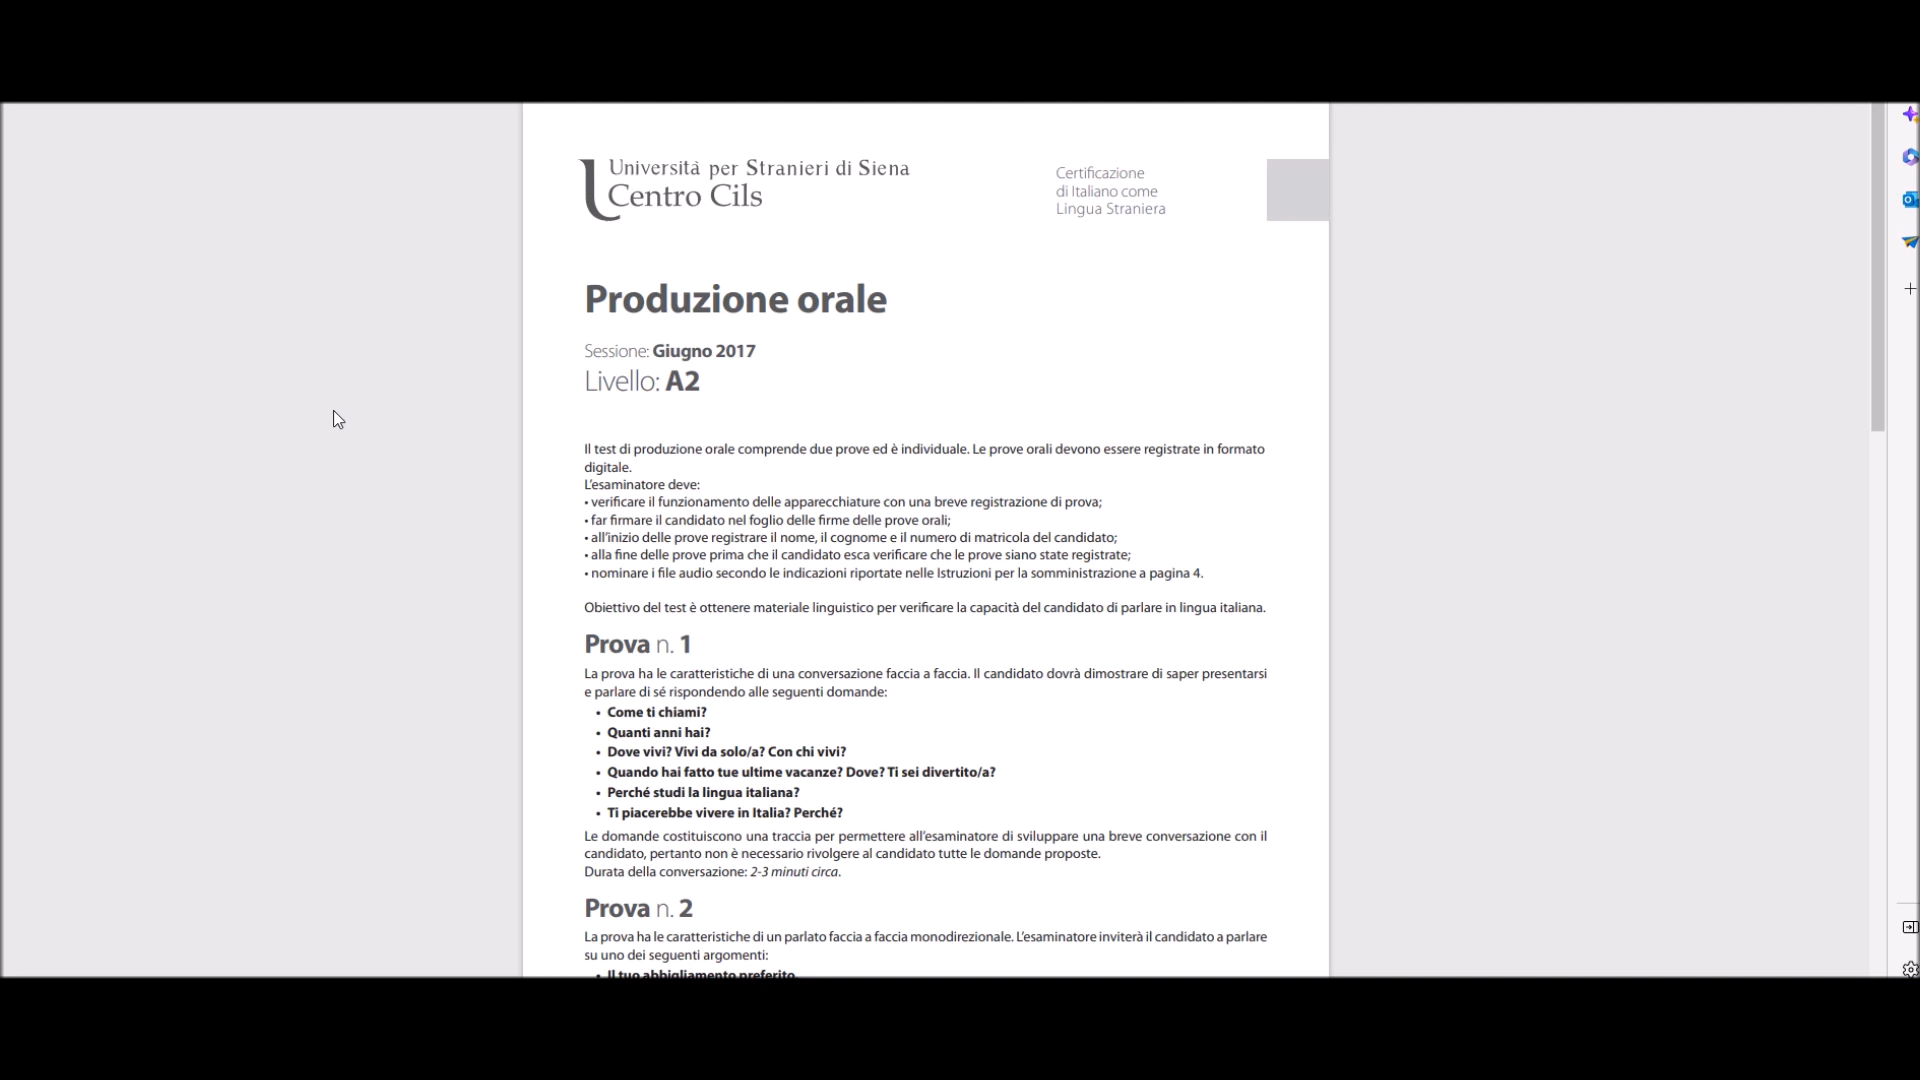 Università per Stranieri di Siena
Centro Cils
Certificazione
di Italiano come
Lingua Straniera
Produzione orale
Sessione: Giugno 2017
Livello: A2
Il test di produzione orale comprende due prove ed è individuale. Le prove orali devono essere registrate in formato
digitale.
L'esaminatore deve:
• verificare il funzionamento delle apparecchiature con una breve registrazione di prova;
• far firmare il candidato nel foglio delle firme delle prove orali;
• all'inizio delle prove registrare il nome, il cognome e il numero di matricola del candidato;
• alla fine delle prove prima che il candidato esca verificare che le prove siano state registrate;
• nominare i file audio secondo le indicazioni riportate nelle Istruzioni per la somministrazione a pagina 4.
Obiettivo del test è ottenere materiale linguistico per verificare la capacità del candidato di parlare in lingua italiana.
Prova n. 1
La prova ha le caratteristiche di una conversazione faccia a faccia. Il candidato dovrà dimostrare di saper presentarsi
e parlare di sé rispondendo alle seguenti domande:
• Come ti chiami?
• Quanti anni hai?
• Dove vivi? Vivi da solo/a? Con chi vivi?
• Quando hai fatto tue ultime vacanze? Dove? Ti sei divertito/a?
• Perché studi la lingua italiana?
• Ti piacerebbe vivere in Italia? Perché?
Le domande costituiscono una traccia per permettere all'esaminatore di sviluppare una breve conversazione con il
candidato, pertanto non è necessario rivolgere al candidato tutte le domande proposte.
Durata della conversazione: 2-3 minuti circa.
Prova n. 2
La prova ha le caratteristiche di un parlato faccia a faccia monodirezionale. L'esaminatore inviterà il candidato a parlare
su uno dei seguenti argomenti:
• Il tuo abbigliamento preferito